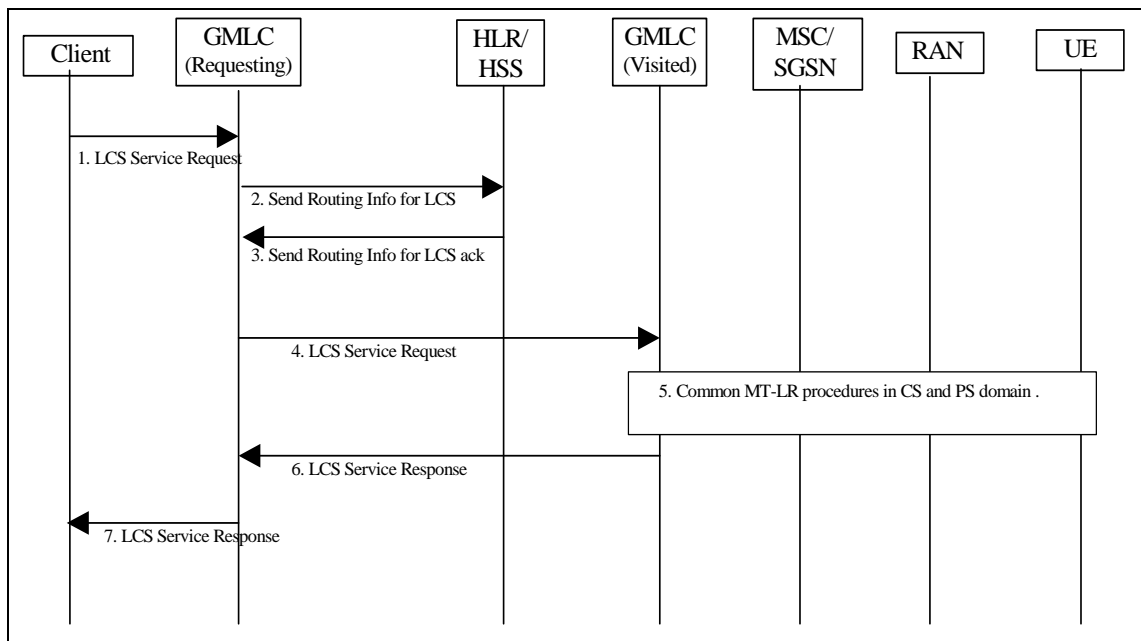 Client
GMLC
(Requesting)
HLR/
HSS
GMLC
(Visited)
MSC/
SGSN
RAN
UE
1. LCS Service Request
2. Send Routing Info for LCS
3. Send Routing Info for LCS ack
4. LCS Service Request
5. Common MT-LR procedures in CS and PS domain .
6. LCS Service Response
7. LCS Service Response